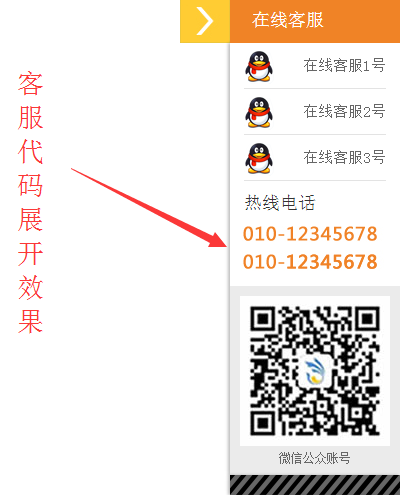 客服代码展开效果
在线客服
在线客服1号
在线客服2号
在线客服3号
热线电话
010-12345678
010-12345678
微信公众账号